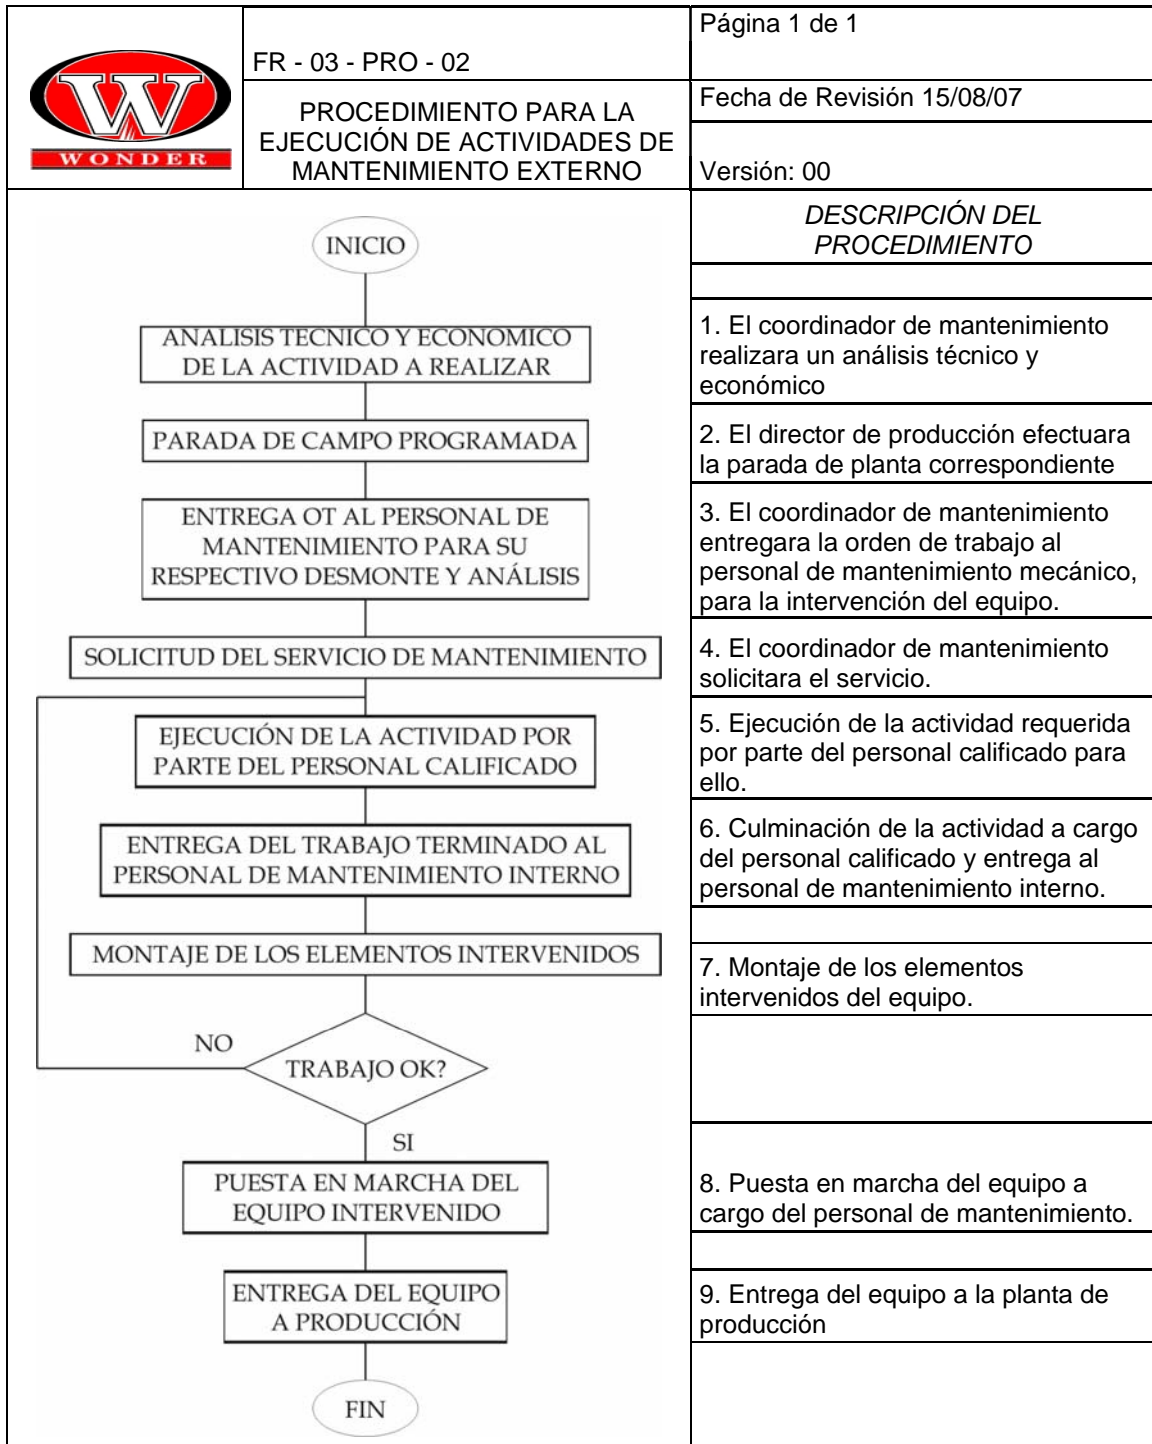 W
WONDER
FR - 03 - PRO - 02
PROCEDIMIENTO PARA LA
EJECUCIÓN DE ACTIVIDADES DE
MANTENIMIENTO EXTERNO
Página 1 de 1
Fecha de Revisión 15/08/07
Versión: 00
INICIO
ANALISIS TECNICO Y ECONOMICO
DE LA ACTIVIDAD A REALIZAR
PARADA DE CAMPO PROGRAMADA
ENTREGA OT AL PERSONAL DE
MANTENIMIENTO PARA SU
RESPECTIVO DESMONTE Y ANÁLISIS
SOLICITUD DEL SERVICIO DE MANTENIMIENTO
EJECUCIÓN DE LA ACTIVIDAD POR
PARTE DEL PERSONAL CALIFICADO
ENTREGA DEL TRABAJO TERMINADO AL
PERSONAL DE MANTENIMIENTO INTERNO
MONTAJE DE LOS ELEMENTOS INTERVENIDOS
NO
TRABAJO OK?
SI
PUESTA EN MARCHA DEL
EQUIPO INTERVENIDO
ENTREGA DEL EQUIPO
A PRODUCCIÓN
FIN
DESCRIPCIÓN DEL
PROCEDIMIENTO
1. El coordinador de mantenimiento
realizara un análisis técnico y
económico
2. El director de producción efectuara
la parada de planta correspondiente
3. El coordinador de mantenimiento
entregara la orden de trabajo al
personal de mantenimiento mecánico,
para la intervención del equipo.
4. El coordinador de mantenimiento
solicitara el servicio.
5. Ejecución de la actividad requerida
por parte del personal calificado para
ello.
6. Culminación de la actividad a cargo
del personal calificado y entrega al
personal de mantenimiento interno.
7. Montaje de los elementos
intervenidos del equipo.
8. Puesta en marcha del equipo a
cargo del personal de mantenimiento.
9. Entrega del equipo a la planta de
producción